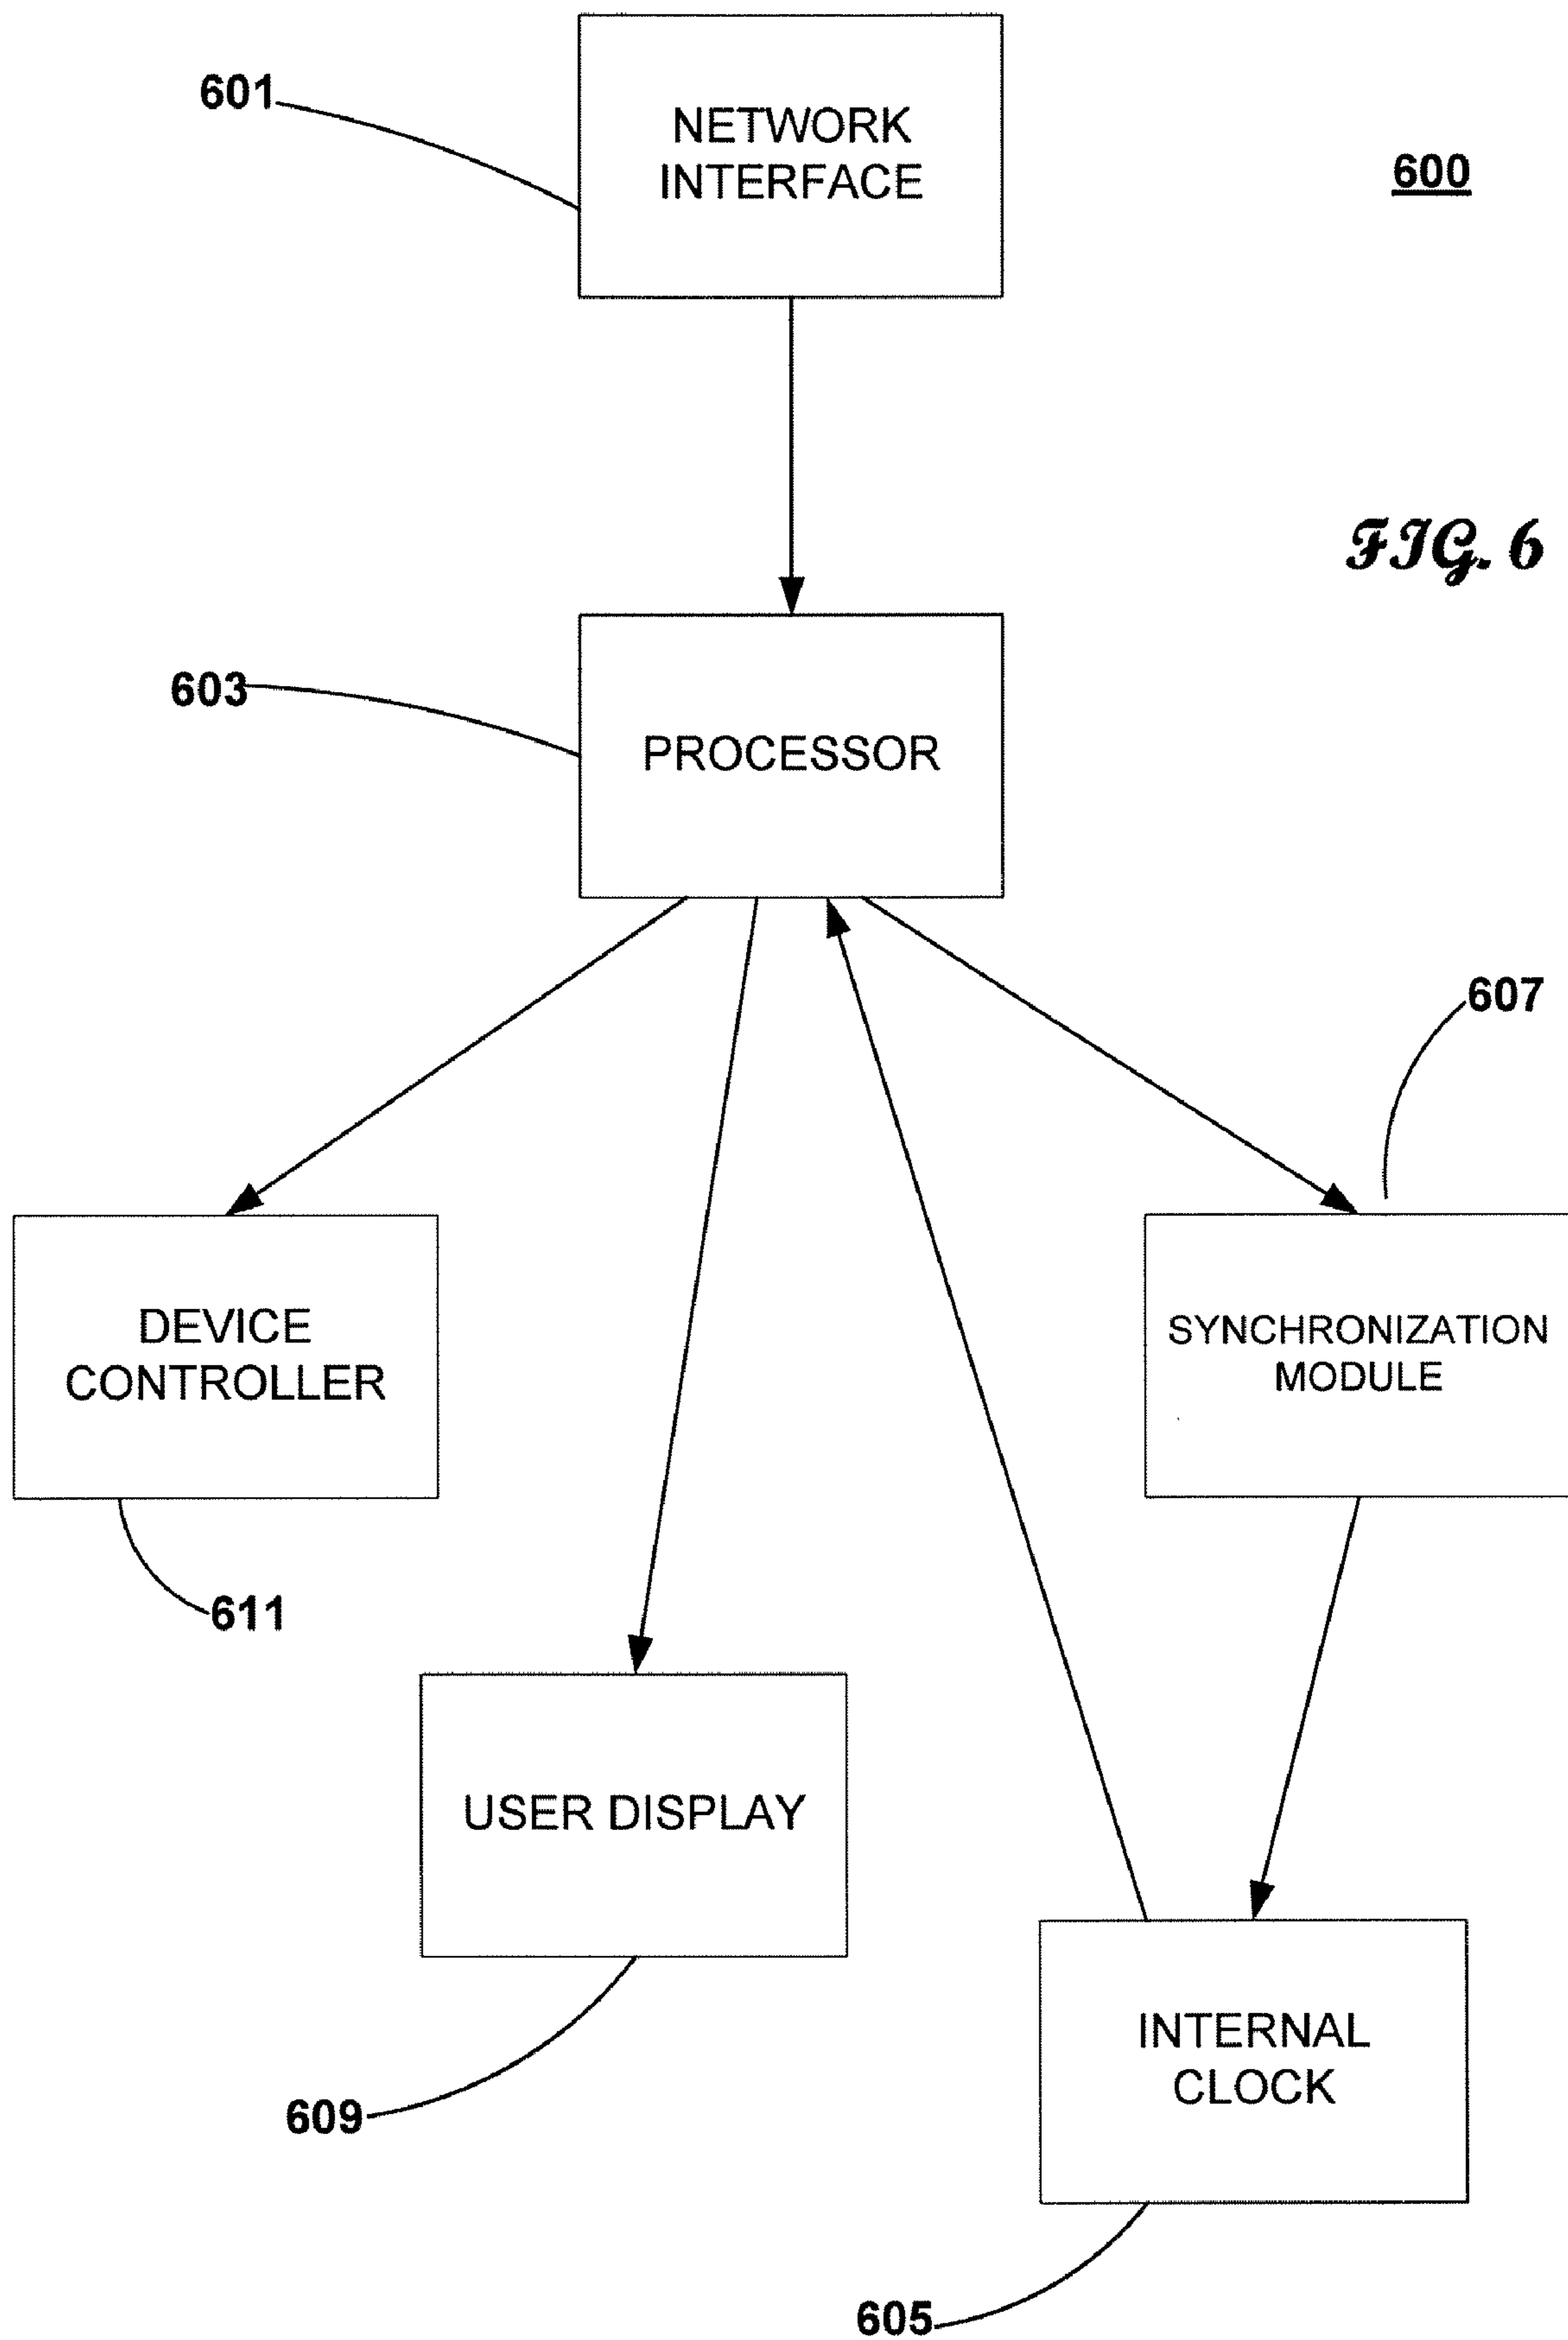 601
NETWORK
INTERFACE
600
FIG. 6
603
PROCESSOR
607
DEVICE
CONTROLLER
SYNCHRONIZATION
MODULE
611
USER DISPLAY
INTERNAL
CLOCK
609
605